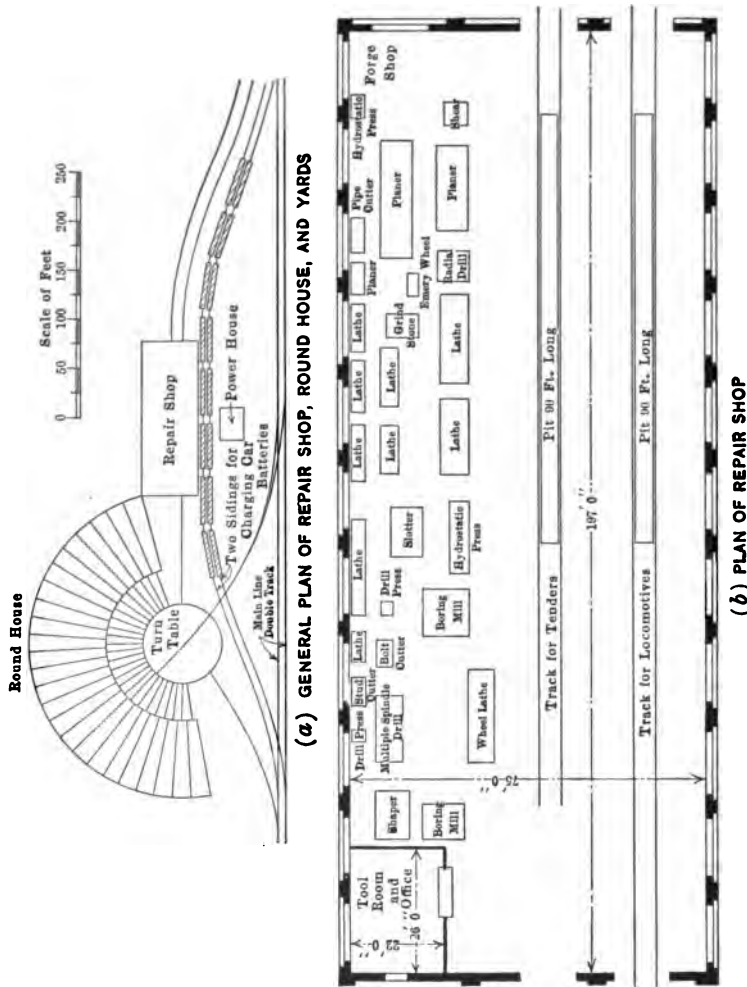 Round House
Turn
Table
Repair Shop
Scale of Feet
0 50 100 150 200 250
Power House
Two Sidings for
Charging Car
Batteries
Main Line
Double Track
(a) GENERAL PLAN OF REPAIR SHOP, ROUND HOUSE, AND YARDS
Tool
Room
and
Office
26' 0"
Shaper
Boring
Mill
Drill Press
Multiple Spindle
Drill
Stud
Cutter
Lathe
Bolt
Cutter
Wheel Lathe
Lathe
Drill
Press
Boring
Mill
Slotter
Hydrostatic
Press
Lathe
Lathe
Lathe
Lathe
Lathe
Lathe
Lathe
Grind
Stone
Planer
Emery Wheel
Radial
Drill
Pipe
Cutter
Planer
Planer
Hydrostatic
Press
Shear
Forge
Shop
75' 0"
Track for Tenders
Pit 90 Ft. Long
197' 0"
Track for Locomotives
Pit 90 Ft. Long
(b) PLAN OF REPAIR SHOP